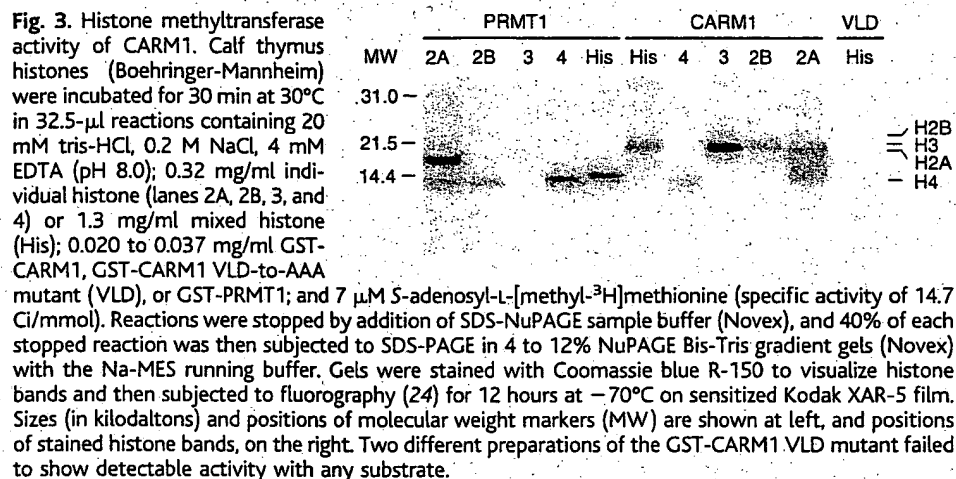 Fig. 3. Histone methyltransferase
activity of CARM1. Calf thymus
histones (Boehringer-Mannheim)
were incubated for 30 min at 30°C
in 32.5-μl reactions containing 20
mM tris-HCl, 0.2 M NaCl, 4 mM
EDTA (pH 8.0); 0.32 mg/ml indi-
vidual histone (lanes 2A, 2B, 3, and
4) or 1.3 mg/ml mixed histone
(His); 0.020 to 0.037 mg/ml GST-
CARM1, GST-CARM1 VLD-to-AAA
mutant (VLD), or GST-PRMT1; and 7 μM S-adenosyl-L-[methyl-³H]methionine (specific activity of 14.7
Ci/mmol). Reactions were stopped by addition of SDS-NuPAGE sample buffer (Novex), and 40% of each
stopped reaction was then subjected to SDS-PAGE in 4 to 12% NuPAGE Bis-Tris gradient gels (Novex)
with the Na-MES running buffer. Gels were stained with Coomassie blue R-150 to visualize histone
bands and then subjected to fluorography (24) for 12 hours at −70°C on sensitized Kodak XAR-5 film.
Sizes (in kilodaltons) and positions of molecular weight markers (MW) are shown at left, and positions
of stained histone bands, on the right. Two different preparations of the GST-CARM1 VLD mutant failed
to show detectable activity with any substrate.
PRMT1 CARM1 VLD
MW 2A 2B 3 4 His His 4 3 2B 2A His
31.0
21.5
14.4
H2B
H3
H2A
H4